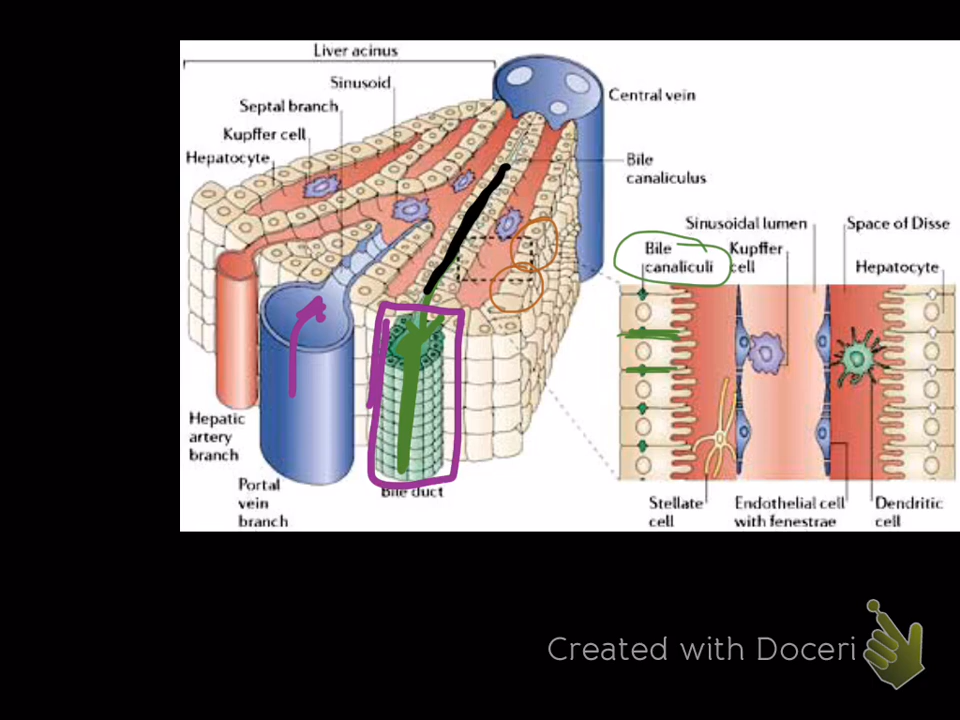 Liver acinus
Sinusoid
Septal branch
Kupffer cell
Hepatocyte
Central vein
Bile
canaliculus
Hepatic
artery
branch
Portal
vein
branch
Bile duct
Sinusoidal lumen
Space of Disse
Bile
canaliculi
Kupffer
cell
Hepatocyte
Stellate
cell
Endothelial cell
with fenestrae
Dendritic
cell
Created with Doceri